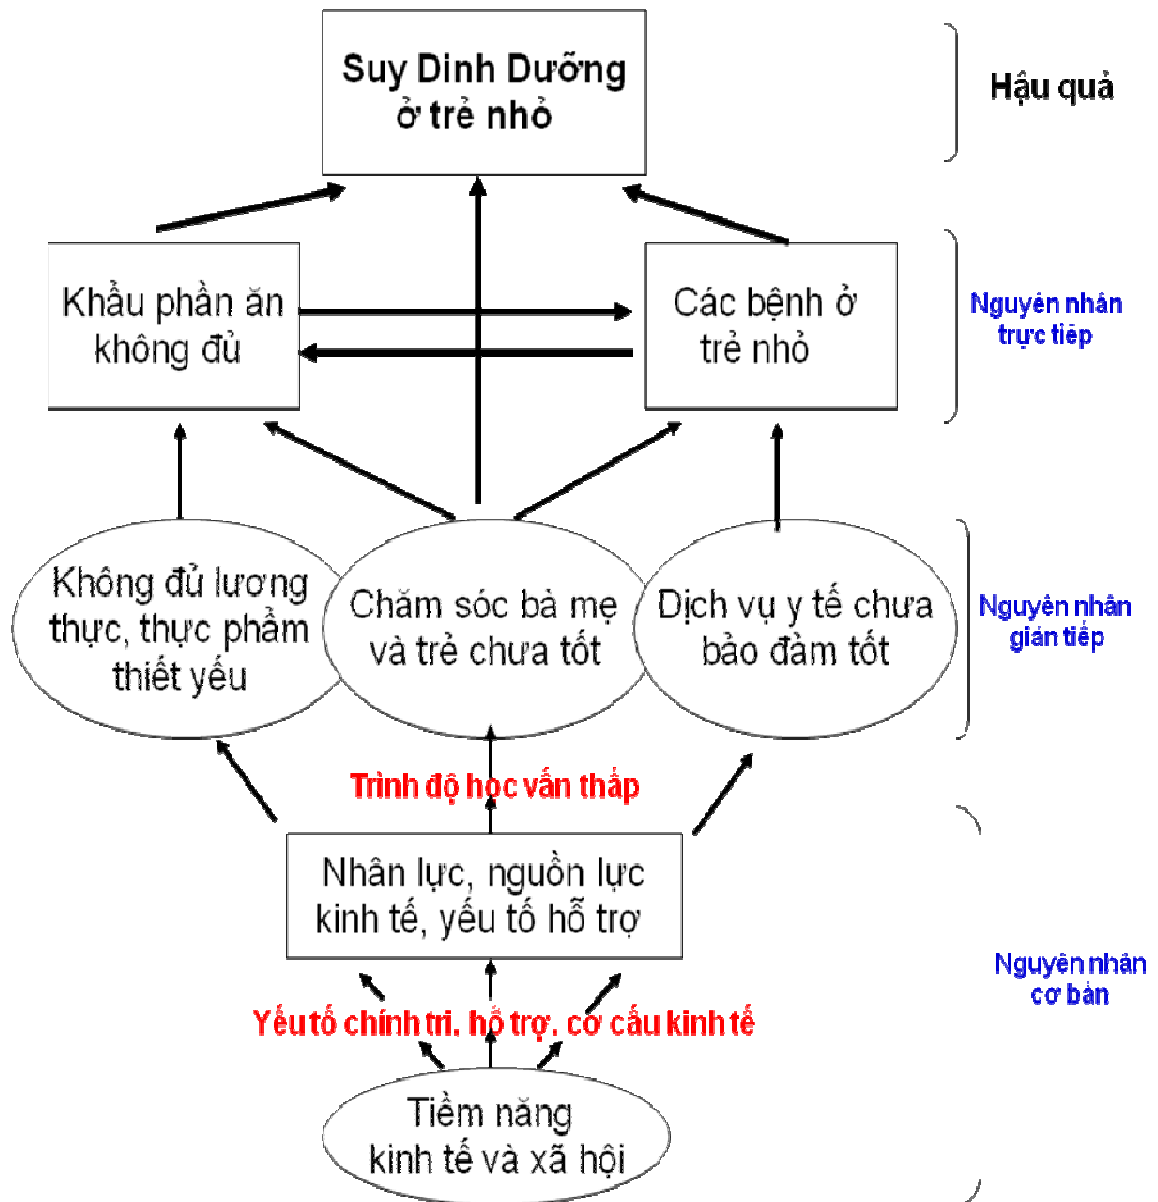 Suy Dinh Dưỡng
ở trẻ nhỏ
Hậu quả
Khẩu phần ăn
không đủ
Các bệnh ở
trẻ nhỏ
Nguyên nhân
trực tiếp
Không đủ lương
thực, thực phẩm
thiết yếu
Chăm sóc bà mẹ
và trẻ chưa tốt
Dịch vụ y tế chưa
bảo đảm tốt
Nguyên nhân
gián tiếp
Trình độ học vấn thấp
Nhân lực, nguồn lực
kinh tế, yếu tố hỗ trợ
Nguyên nhân
cơ bản
Yếu tố chính trị, hỗ trợ, cơ cấu kinh tế
Tiềm năng
kinh tế và xã hội